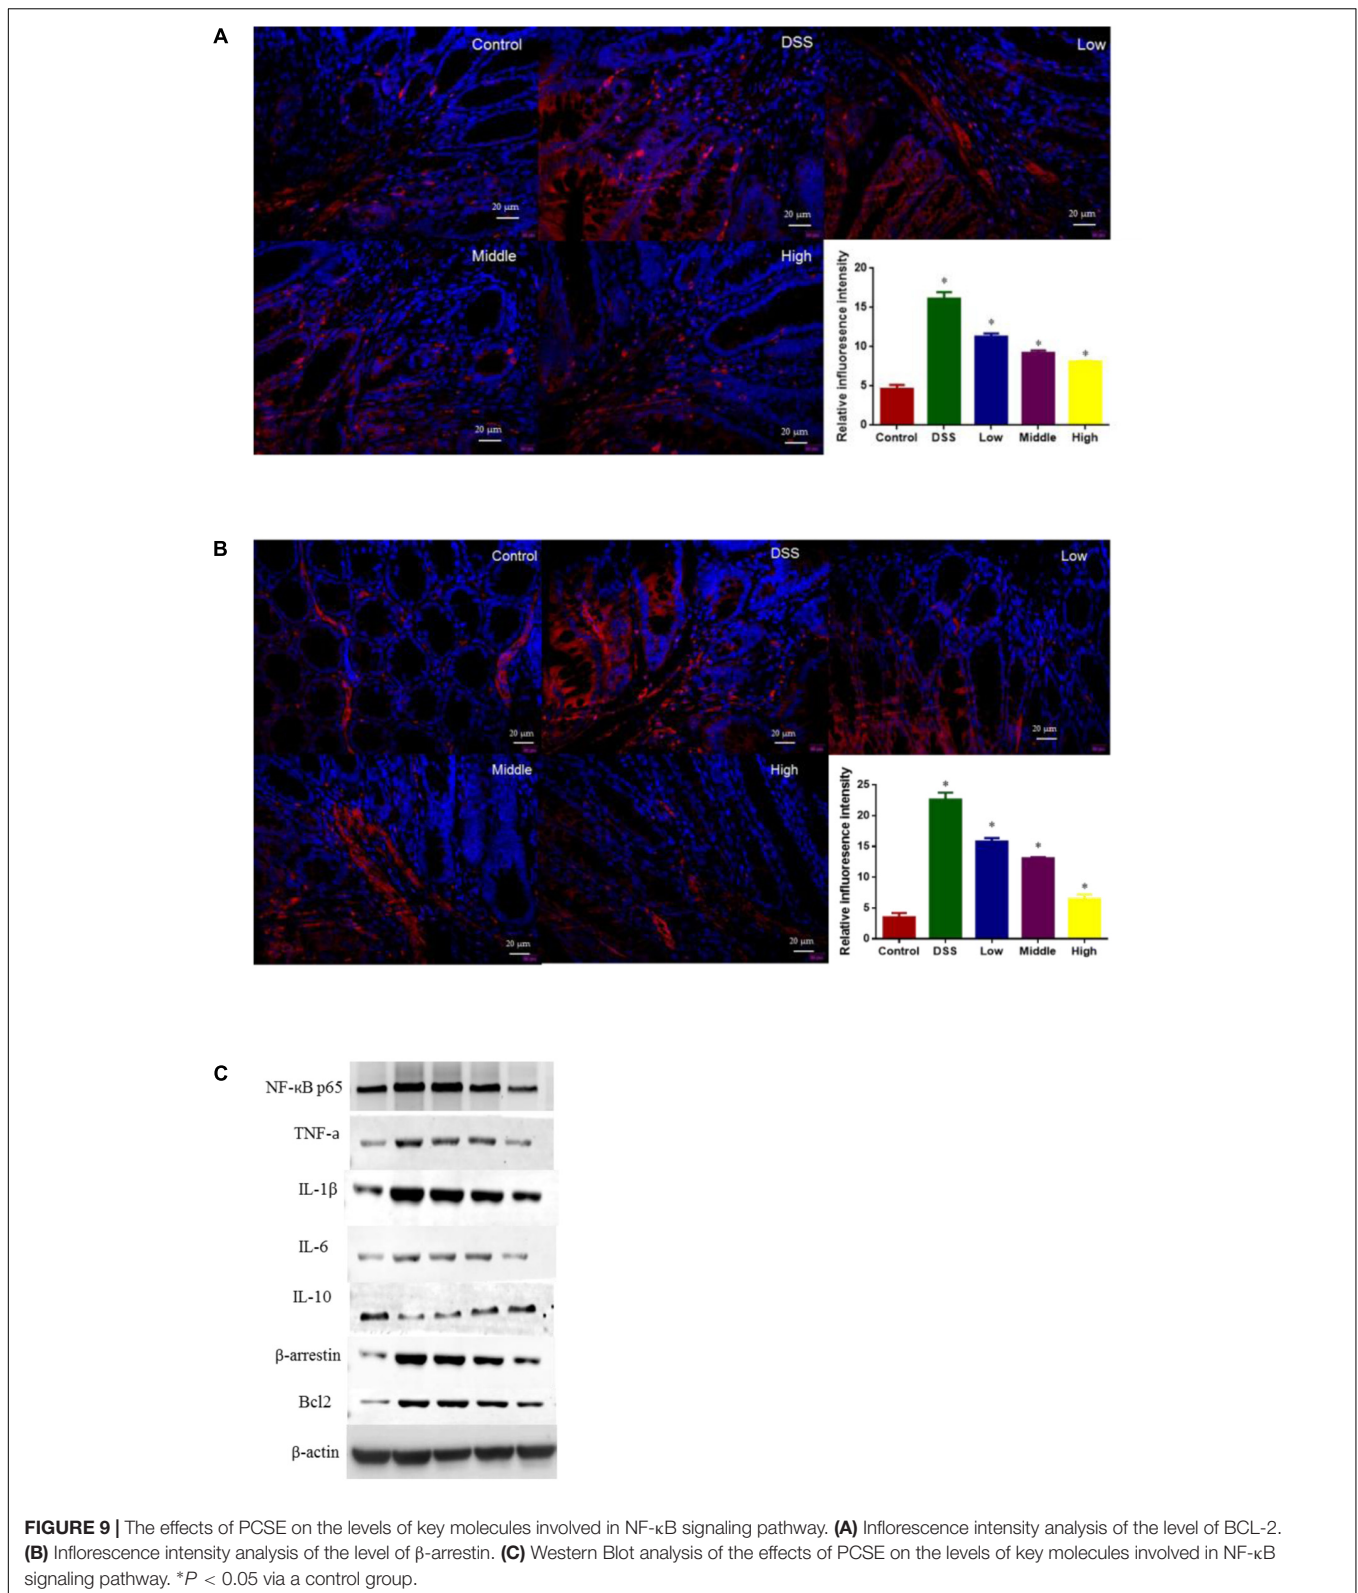 A
Control
DSS
Low
20 μm
20 μm
20 μm
Middle
High
20 μm
20 μm
Relative influoresence intensity
20
15
10
5
0
*
*
*
*
Control DSS Low Middle High
B
Control
DSS
Low
20 μm
20 μm
20 μm
Middle
High
20 μm
20 μm
Relative influoresence intensity
25
20
15
10
5
0
*
*
*
*
Control DSS Low Middle High
C
NF-κB p65
TNF-a
IL-1β
IL-6
IL-10
β-arrestin
Bcl2
β-actin
FIGURE 9 | The effects of PCSE on the levels of key molecules involved in NF-κB signaling pathway. (A) Inflorescence intensity analysis of the level of BCL-2.
(B) Inflorescence intensity analysis of the level of β-arrestin. (C) Western Blot analysis of the effects of PCSE on the levels of key molecules involved in NF-κB
signaling pathway. *P < 0.05 via a control group.